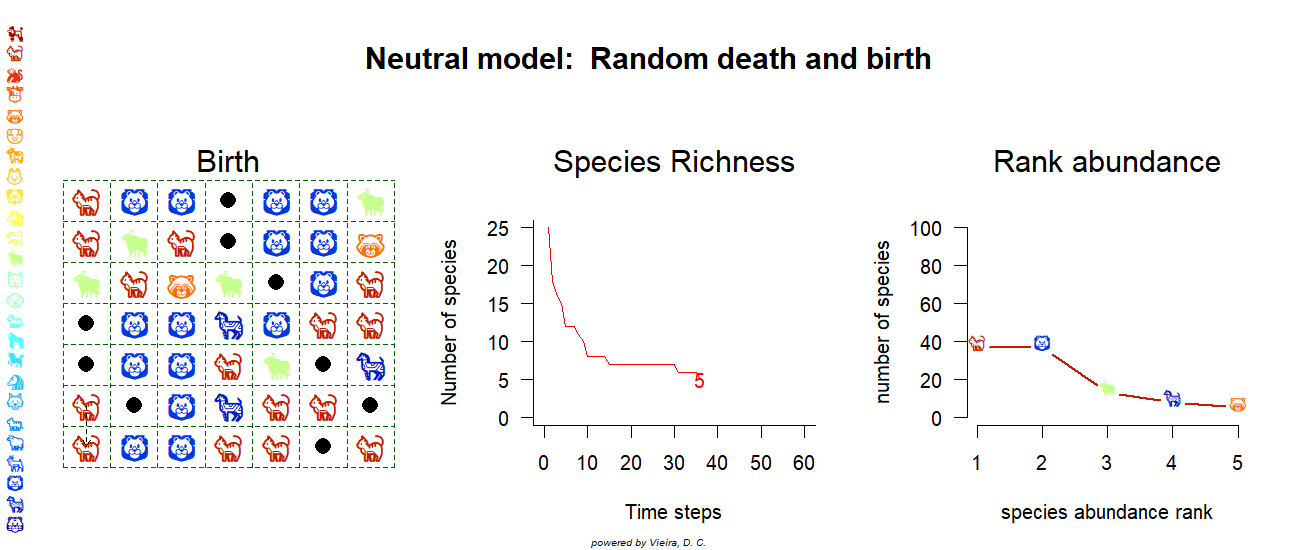 Neutral model: Random death and birth
Birth
Species Richness
Number of species
25
20
15
10
5
0
5
0 10 20 30 40 50 60
Time steps
Rank abundance
number of species
100
80
60
40
20
0
1 2 3 4 5
species abundance rank
powered by Vieira, D. C.